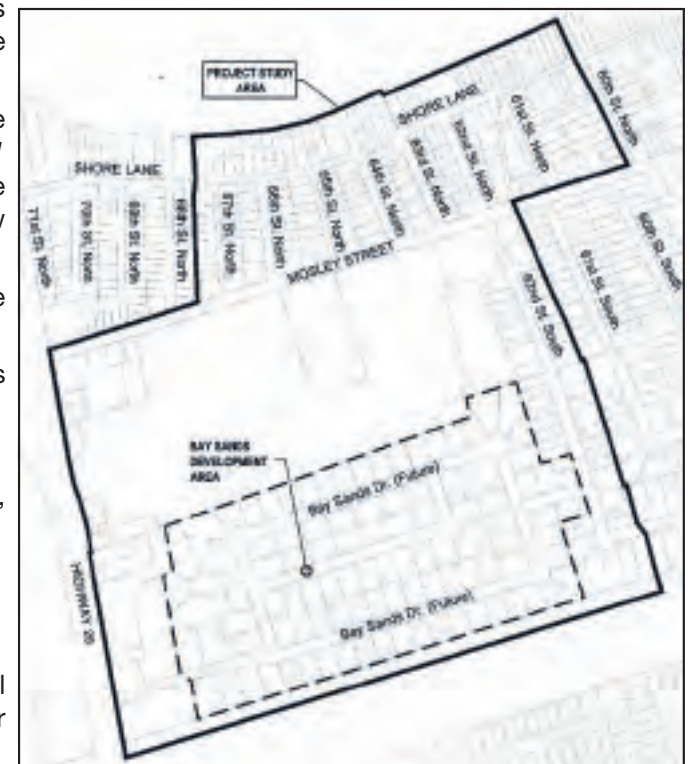 s
e
e
e
y
e
s
,
l
r
PROJECT STUDY
AREA
SHORE LANE
60th St. North
61st St. North
62nd St. North
63rd St. North
64th St. North
65th St. North
66th St. North
67th St. North
68th St. North
SHORE LANE
69th St. North
70th St. North
71st St. North
MOSLEY STREET
60th St. South
61st St. South
62nd St. South
BAY SANDS
DEVELOPMENT
AREA
Bay Sands Dr. (Future)
Bay Sands Dr. (Future)
HIGHWAY 26